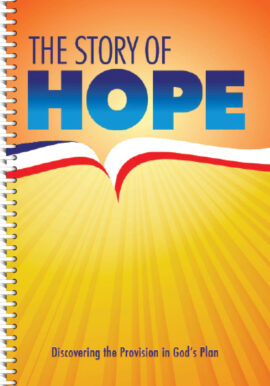 THE STORY OF
HOPE
Discovering the Provision in God's Plan